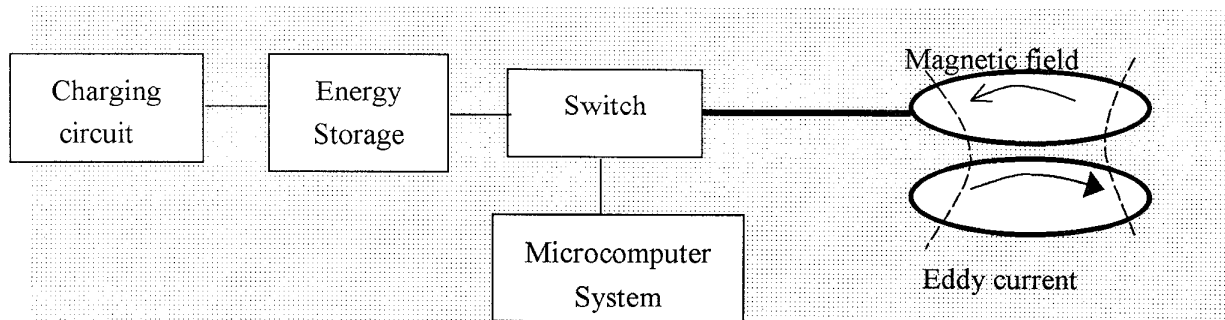 Charging
circuit
Energy
Storage
Switch
Microcomputer
System
Magnetic field
Eddy current